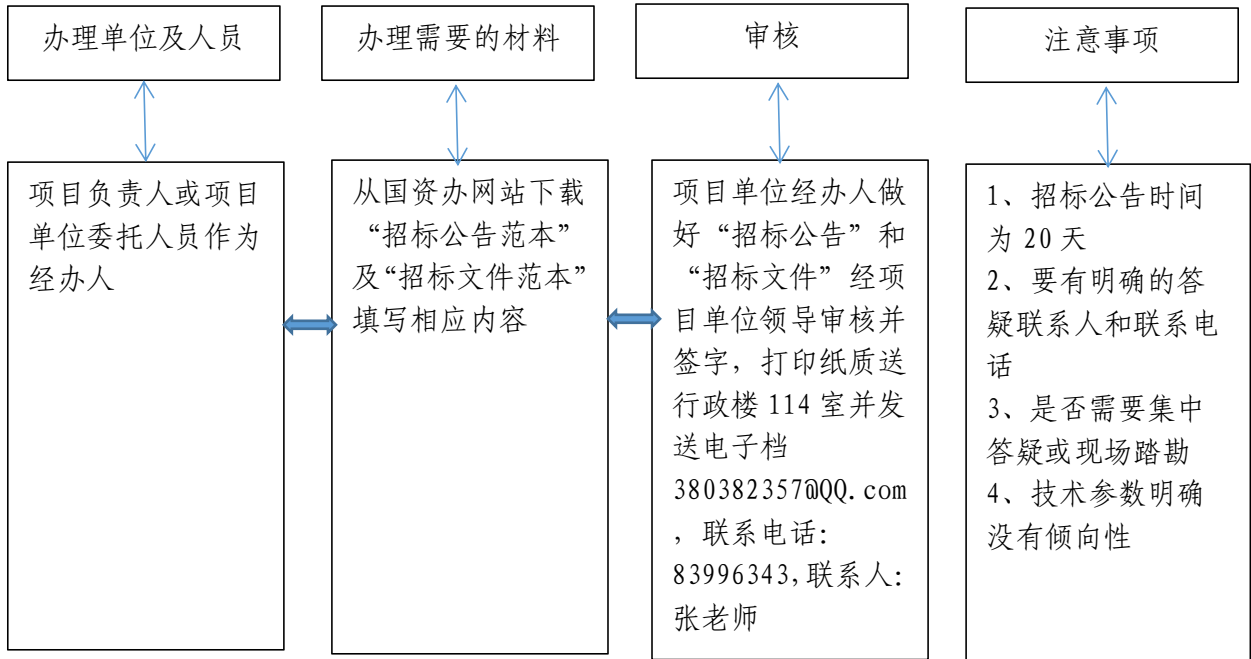 办理单位及人员
办理需要的材料
审核
注意事项
项目负责人或项目
单位委托人员作为
经办人
从国资办网站下载
“招标公告范本”
及“招标文件范本”
填写相应内容
项目单位经办人做
好“招标公告”和
“招标文件”经项
目单位领导审核并
签字，打印纸质送
行政楼 114 室并发
送电子档
380382357@QQ.com
，联系电话：
83996343,联系人：
张老师
1、招标公告时间
为 20 天
2、要有明确的答
疑联系人和联系电
话
3、是否需要集中
答疑或现场踏勘
4、技术参数明确
没有倾向性